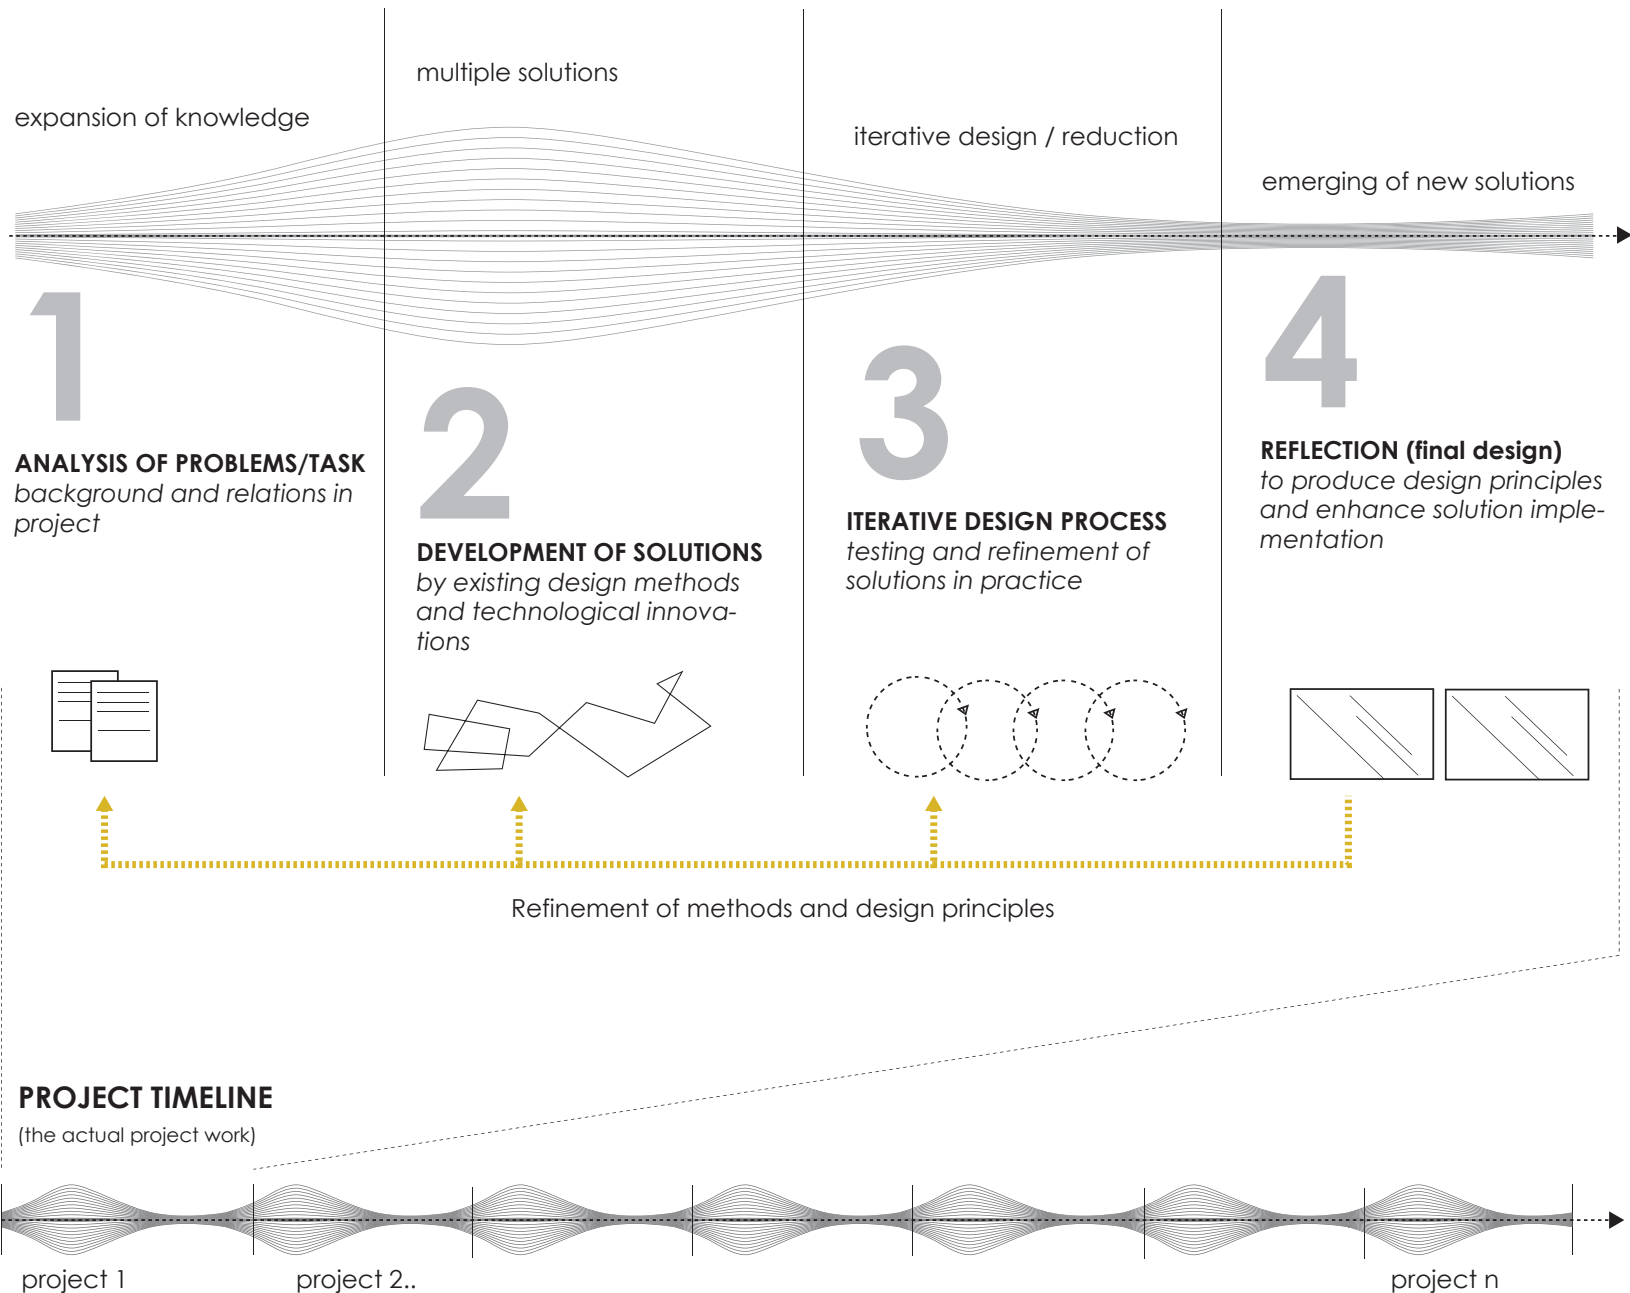 expansion of knowledge
multiple solutions
iterative design / reduction
emerging of new solutions
1
ANALYSIS OF PROBLEMS/TASK
background and relations in
project
2
DEVELOPMENT OF SOLUTIONS
by existing design methods
and technological innova-
tions
3
ITERATIVE DESIGN PROCESS
testing and refinement of
solutions in practice
4
REFLECTION (final design)
to produce design principles
and enhance solution imple-
mentation
Refinement of methods and design principles
PROJECT TIMELINE
(the actual project work)
project 1
project 2..
project n